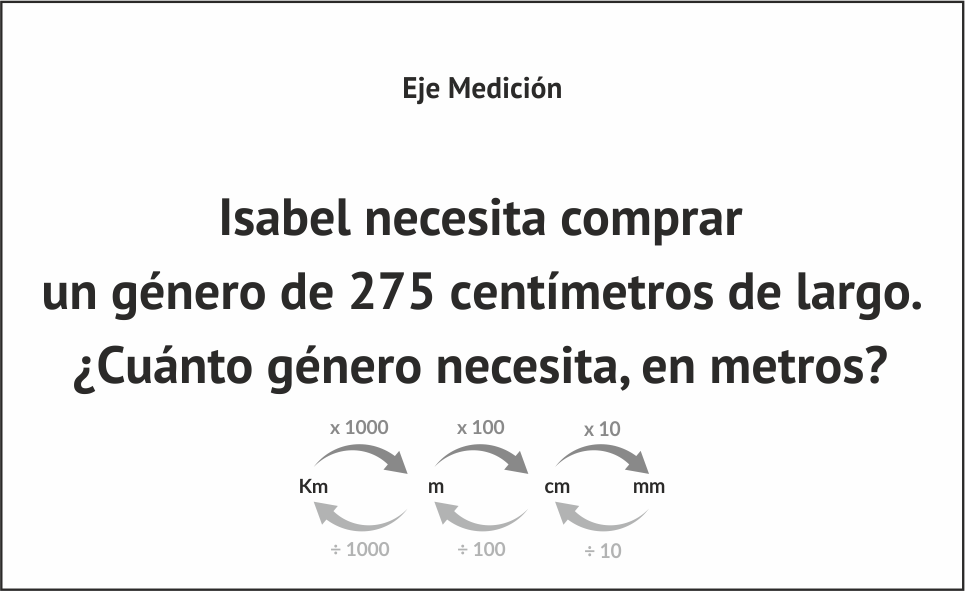 Eje Medición
Isabel necesita comprar
un género de 275 centímetros de largo.
¿Cuánto género necesita, en metros?
x 1000 x 100 x 10
Km m cm mm
÷ 1000 ÷ 100 ÷ 10